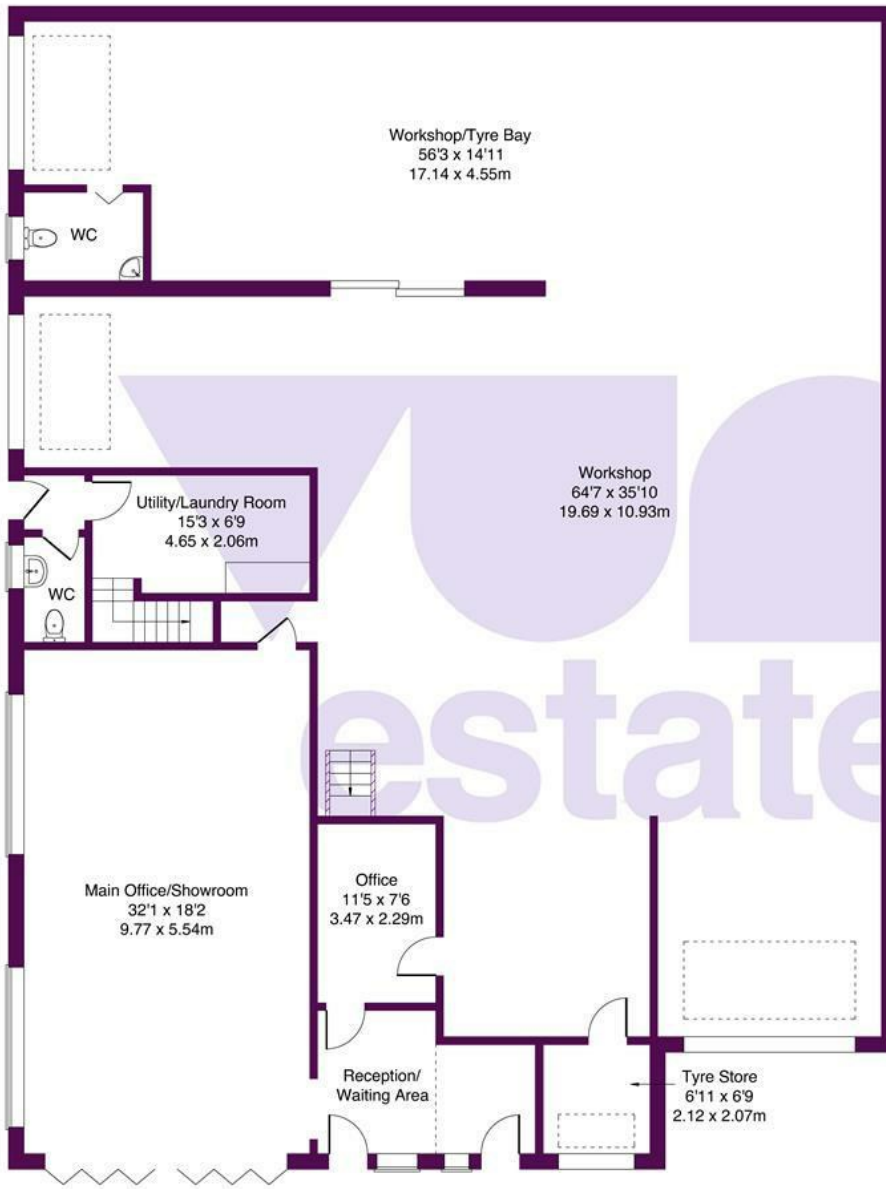 Workshop/Tyre Bay
56'3 x 14'11
17.14 x 4.55m
WC
Workshop
64'7 x 35'10
19.69 x 10.93m
Utility/Laundry Room
15'3 x 6'9
4.65 x 2.06m
WC
estate
Main Office/Showroom
32'1 x 18'2
9.77 x 5.54m
Office
11'5 x 7'6
3.47 x 2.29m
Reception/
Waiting Area
Tyre Store
6'11 x 6'9
2.12 x 2.07m